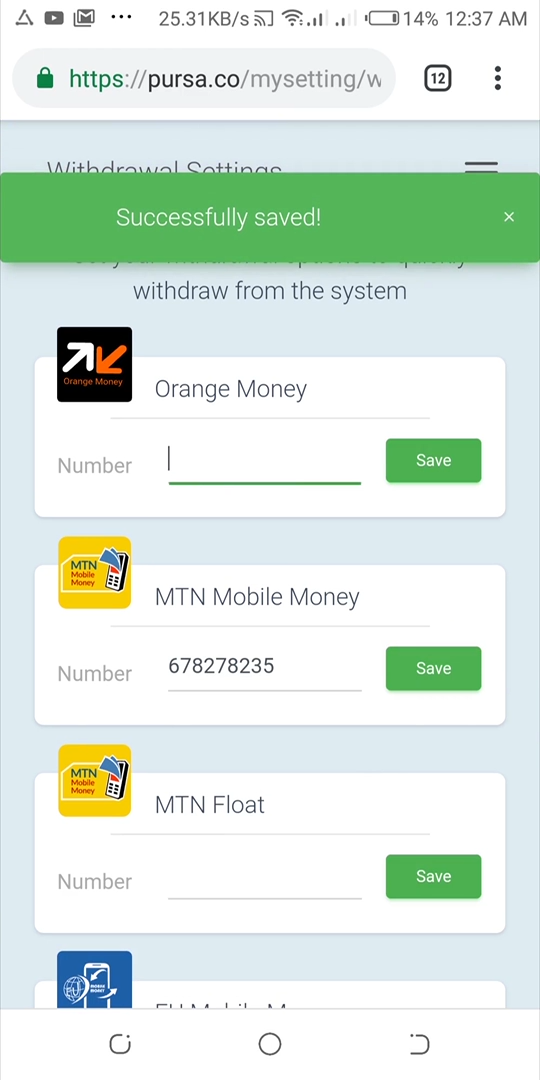 25.31KB/s 14% 12:37 AM
https://pursa.co/mysetting/w
12
Withdrawal Settings
Successfully saved!
×
withdraw from the system
Orange Money
Orange Money
Number
Save
MTN
Mobile
Money
MTN Mobile Money
Number
678278235
Save
MTN
Mobile
Money
MTN Float
Number
Save
MOBILE
MONEY